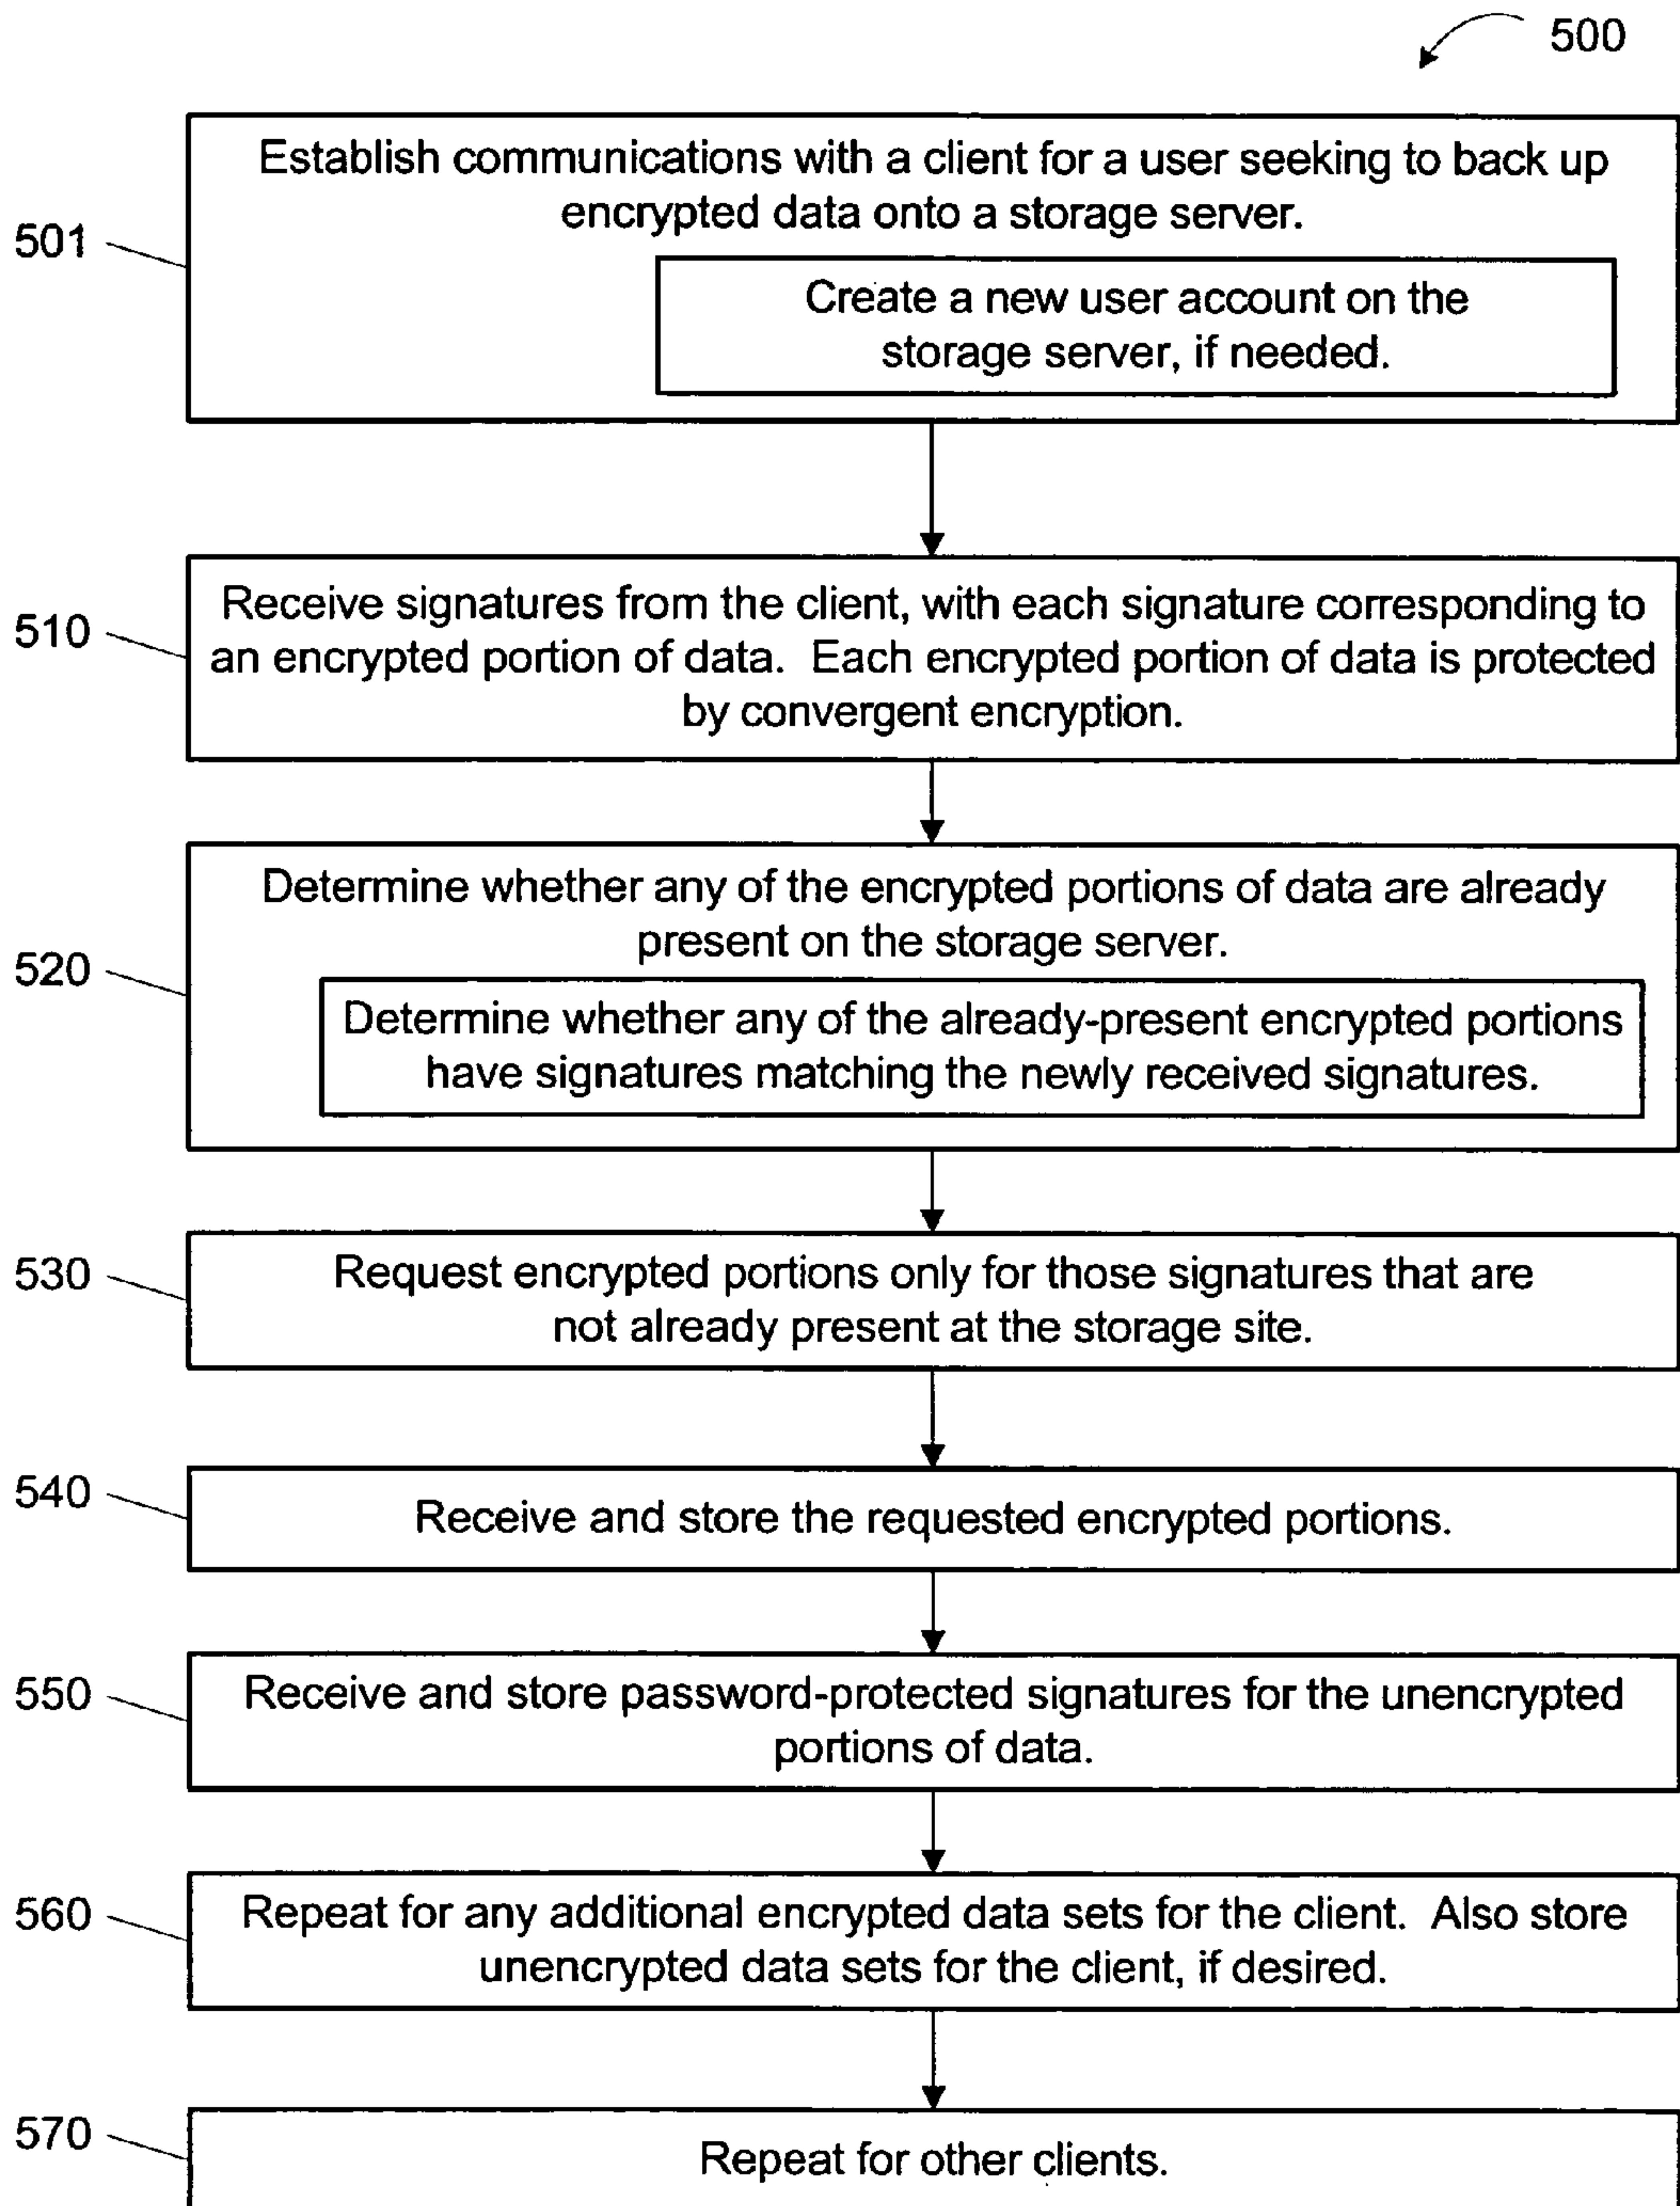 500
501
Establish communications with a client for a user seeking to back up
encrypted data onto a storage server.
Create a new user account on the
storage server, if needed.
510
Receive signatures from the client, with each signature corresponding to
an encrypted portion of data. Each encrypted portion of data is protected
by convergent encryption.
520
Determine whether any of the encrypted portions of data are already
present on the storage server.
Determine whether any of the already-present encrypted portions
have signatures matching the newly received signatures.
530
Request encrypted portions only for those signatures that are
not already present at the storage site.
540
Receive and store the requested encrypted portions.
550
Receive and store password-protected signatures for the unencrypted
portions of data.
560
Repeat for any additional encrypted data sets for the client. Also store
unencrypted data sets for the client, if desired.
570
Repeat for other clients.